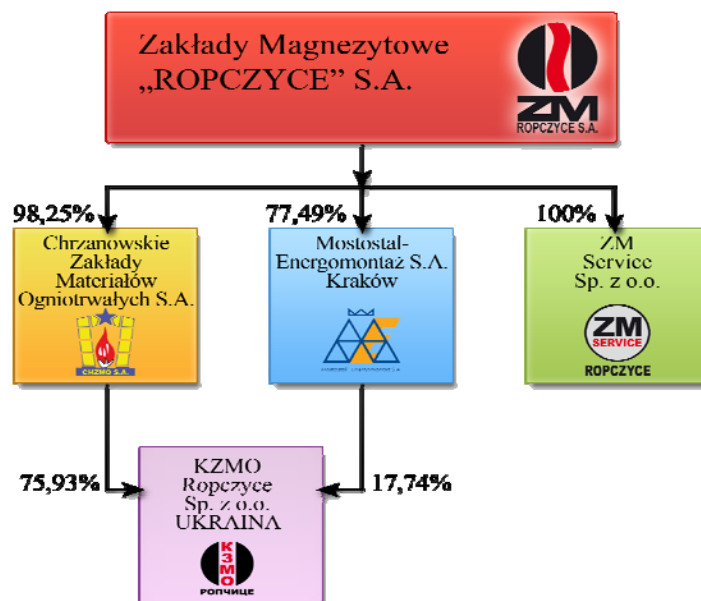 Zakłady Magnezytowe
„ROPCZYCE” S.A.
ZM
ROPCZYCE S.A.
98,25%
77,49%
100%
Chrzanowskie
Zakłady
Materiałów
Ogniotrwałych S.A.
CHZMO S.A.
Mostostal-
Energomontaż S.A.
Kraków
ZM
Service
Sp. z o.o.
ZM
SERVICE
ROPCZYCE
75,93%
17,74%
KZMO
Ropczyce
Sp. z o.o.
UKRAINA
КЗМО
РОПЧИЦЕ